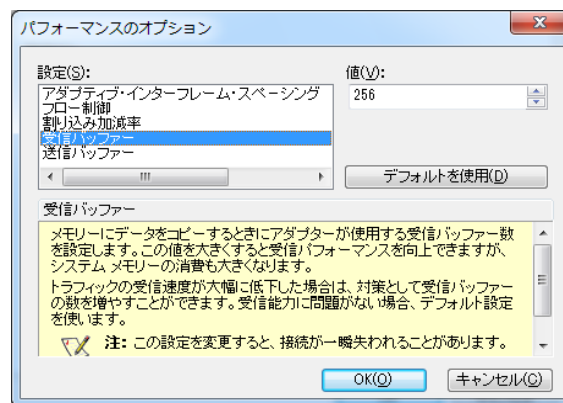 パフォーマンスのオプション
設定(S):
アダプティブ・インターフレーム・スペーシング
フロー制御
割り込み加減率
受信バッファー
送信バッファー
値(V):
256
デフォルトを使用(D)
受信バッファー
メモリーにデータをコピーするときにアダプターが使用する受信バッファー数
を設定します。この値を大きくすると受信パフォーマンスを向上できますが、
システム メモリーの消費も大きくなります。
トラフィックの受信速度が大幅に低下した場合は、対策として受信バッファー
の数を増やすことができます。受信能力に問題がない場合、デフォルト設定
を使います。
注: この設定を変更すると、接続が一瞬失われることがあります。
OK(O)
キャンセル(C)